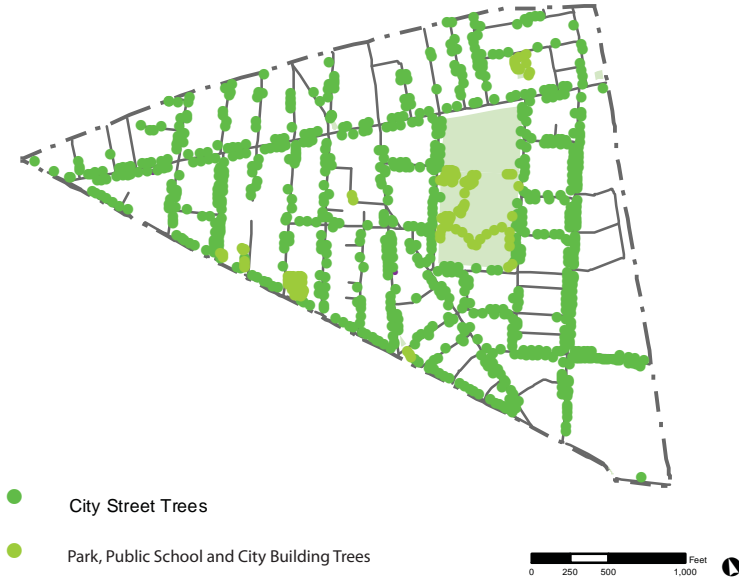 City Street Trees
Park, Public School and City Building Trees
Feet
0 250 500 1,000